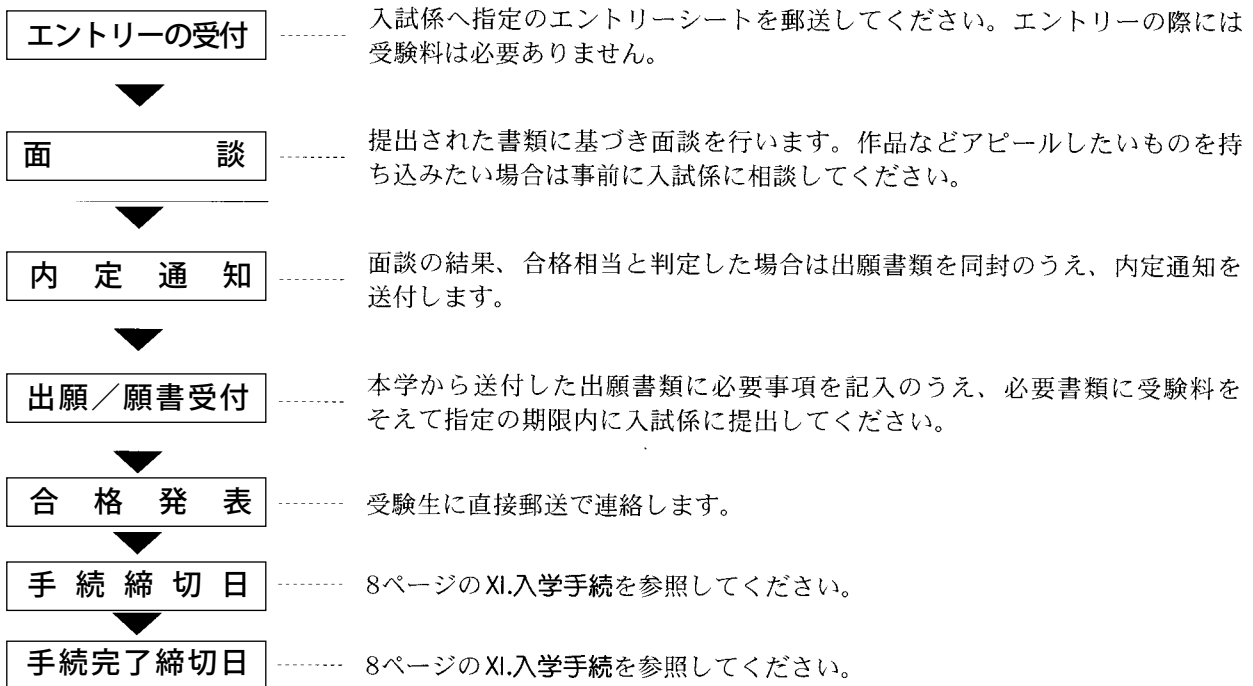 エントリーの受付
入試係へ指定のエントリーシートを郵送してください。エントリーの際には
受験料は必要ありません。
面談
提出された書類に基づき面談を行います。作品などアピールしたいものを持
ち込みたい場合は事前に入試係に相談してください。
内定通知
面談の結果、合格相当と判定した場合は出願書類を同封のうえ、内定通知を
送付します。
出願／願書受付
本学から送付した出願書類に必要事項を記入のうえ、必要書類に受験料を
そえて指定の期限内に入試係に提出してください。
合格発表
受験生に直接郵送で連絡します。
手続締切日
8ページのXI.入学手続を参照してください。
手続完了締切日
8ページのXI.入学手続を参照してください。